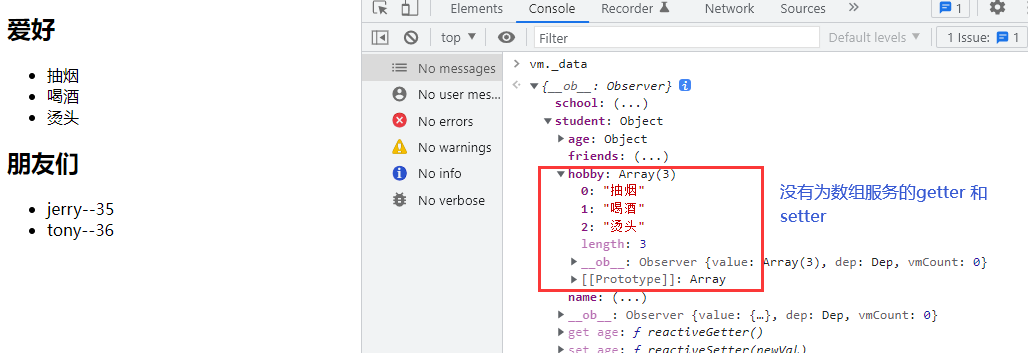 爱好
抽烟
喝酒
烫头
朋友们
jerry--35
tony--36
Elements Console Recorder Network Sources » 1
top ▼ Filter Default levels ▼ 1 Issue: 1
No messages
No user mes...
No errors
No warnings
No info
No verbose
> vm._data
{__ob__: Observer} i
school: (...)
student: Object
age: Object
friends: (...)
hobby: Array(3)
0: "抽烟"
1: "喝酒"
2: "烫头"
length: 3
__ob__: Observer {value: Array(3), dep: Dep, vmCount: 0}
[[Prototype]]: Array
name: (...)
__ob__: Observer {value: {…}, dep: Dep, vmCount: 0}
get age: ƒ reactiveGetter()
set age: ƒ reactiveSetter(newVal)
没有为数组服务的getter 和
setter